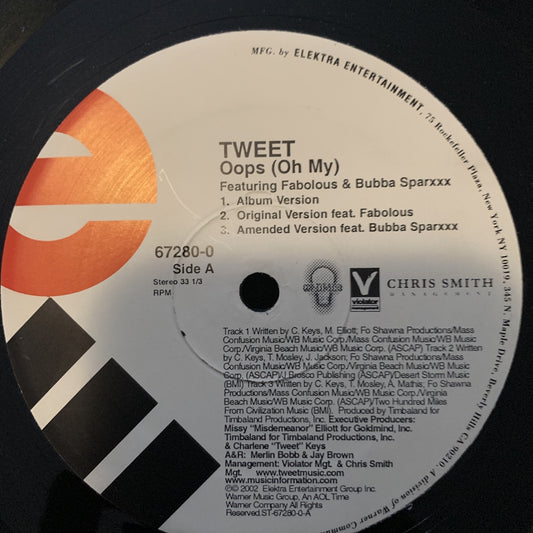 MFG. by ELEKTRA ENTERTAINMENT, 75 Rockefeller Plaza, New York NY 10019, 345 N. Maple Drive, Beverly Hills CA 90210. A division of Warner Commu
TWEET
Oops (Oh My)
Featuring Fabolous & Bubba Sparxxx
1. Album Version
2. Original Version feat. Fabolous
3. Amended Version feat. Bubba Sparxxx
67280-0
Side A
Stereo 33 1/3
RPM
V
violator
management
CHRIS SMITH
MANAGEMENT
Track 1 Written by C. Keys, M. Elliott; Fo Shawna Productions/Mass
Confusion Music/WB Music Corp./Mass Confusion Music/WB Music
Corp./Virginia Beach Music/WB Music Corp. (ASCAP) Track 2 Written
by C. Keys, T. Mosley, J. Jackson; Fo Shawna Productions/Mass
Confusion Music/WB Music Corp./Virginia Beach Music/WB Music Corp.
(ASCAP)/J. Brosco Publishing (ASCAP)/Desert Storm Music
(BMI) Track 3 Written by C. Keys, T. Mosley, A. Mathis; Fo Shawna
Productions/Mass Confusion Music/WB Music Corp./Virginia
Beach Music/WB Music Corp. (ASCAP)/Two Hundred Miles
From Civilization Music (BMI). Produced by Timbaland for
Timbaland Productions, Inc. Executive Producers:
Missy "Misdemeanor" Elliott for Goldmind, Inc.
Timbaland for Timbaland Productions, Inc.
& Charlene "Tweet" Keys
A&R: Merlin Bobb & Jay Brown
Management: Violator Mgt. & Chris Smith
Mgt. www.tweetmusic.com
www.musicinformation.com
℗© 2002 Elektra Entertainment Group Inc.
Warner Music Group, An AOL Time
Warner Company All Rights
Reserved.ST-67280-0-A